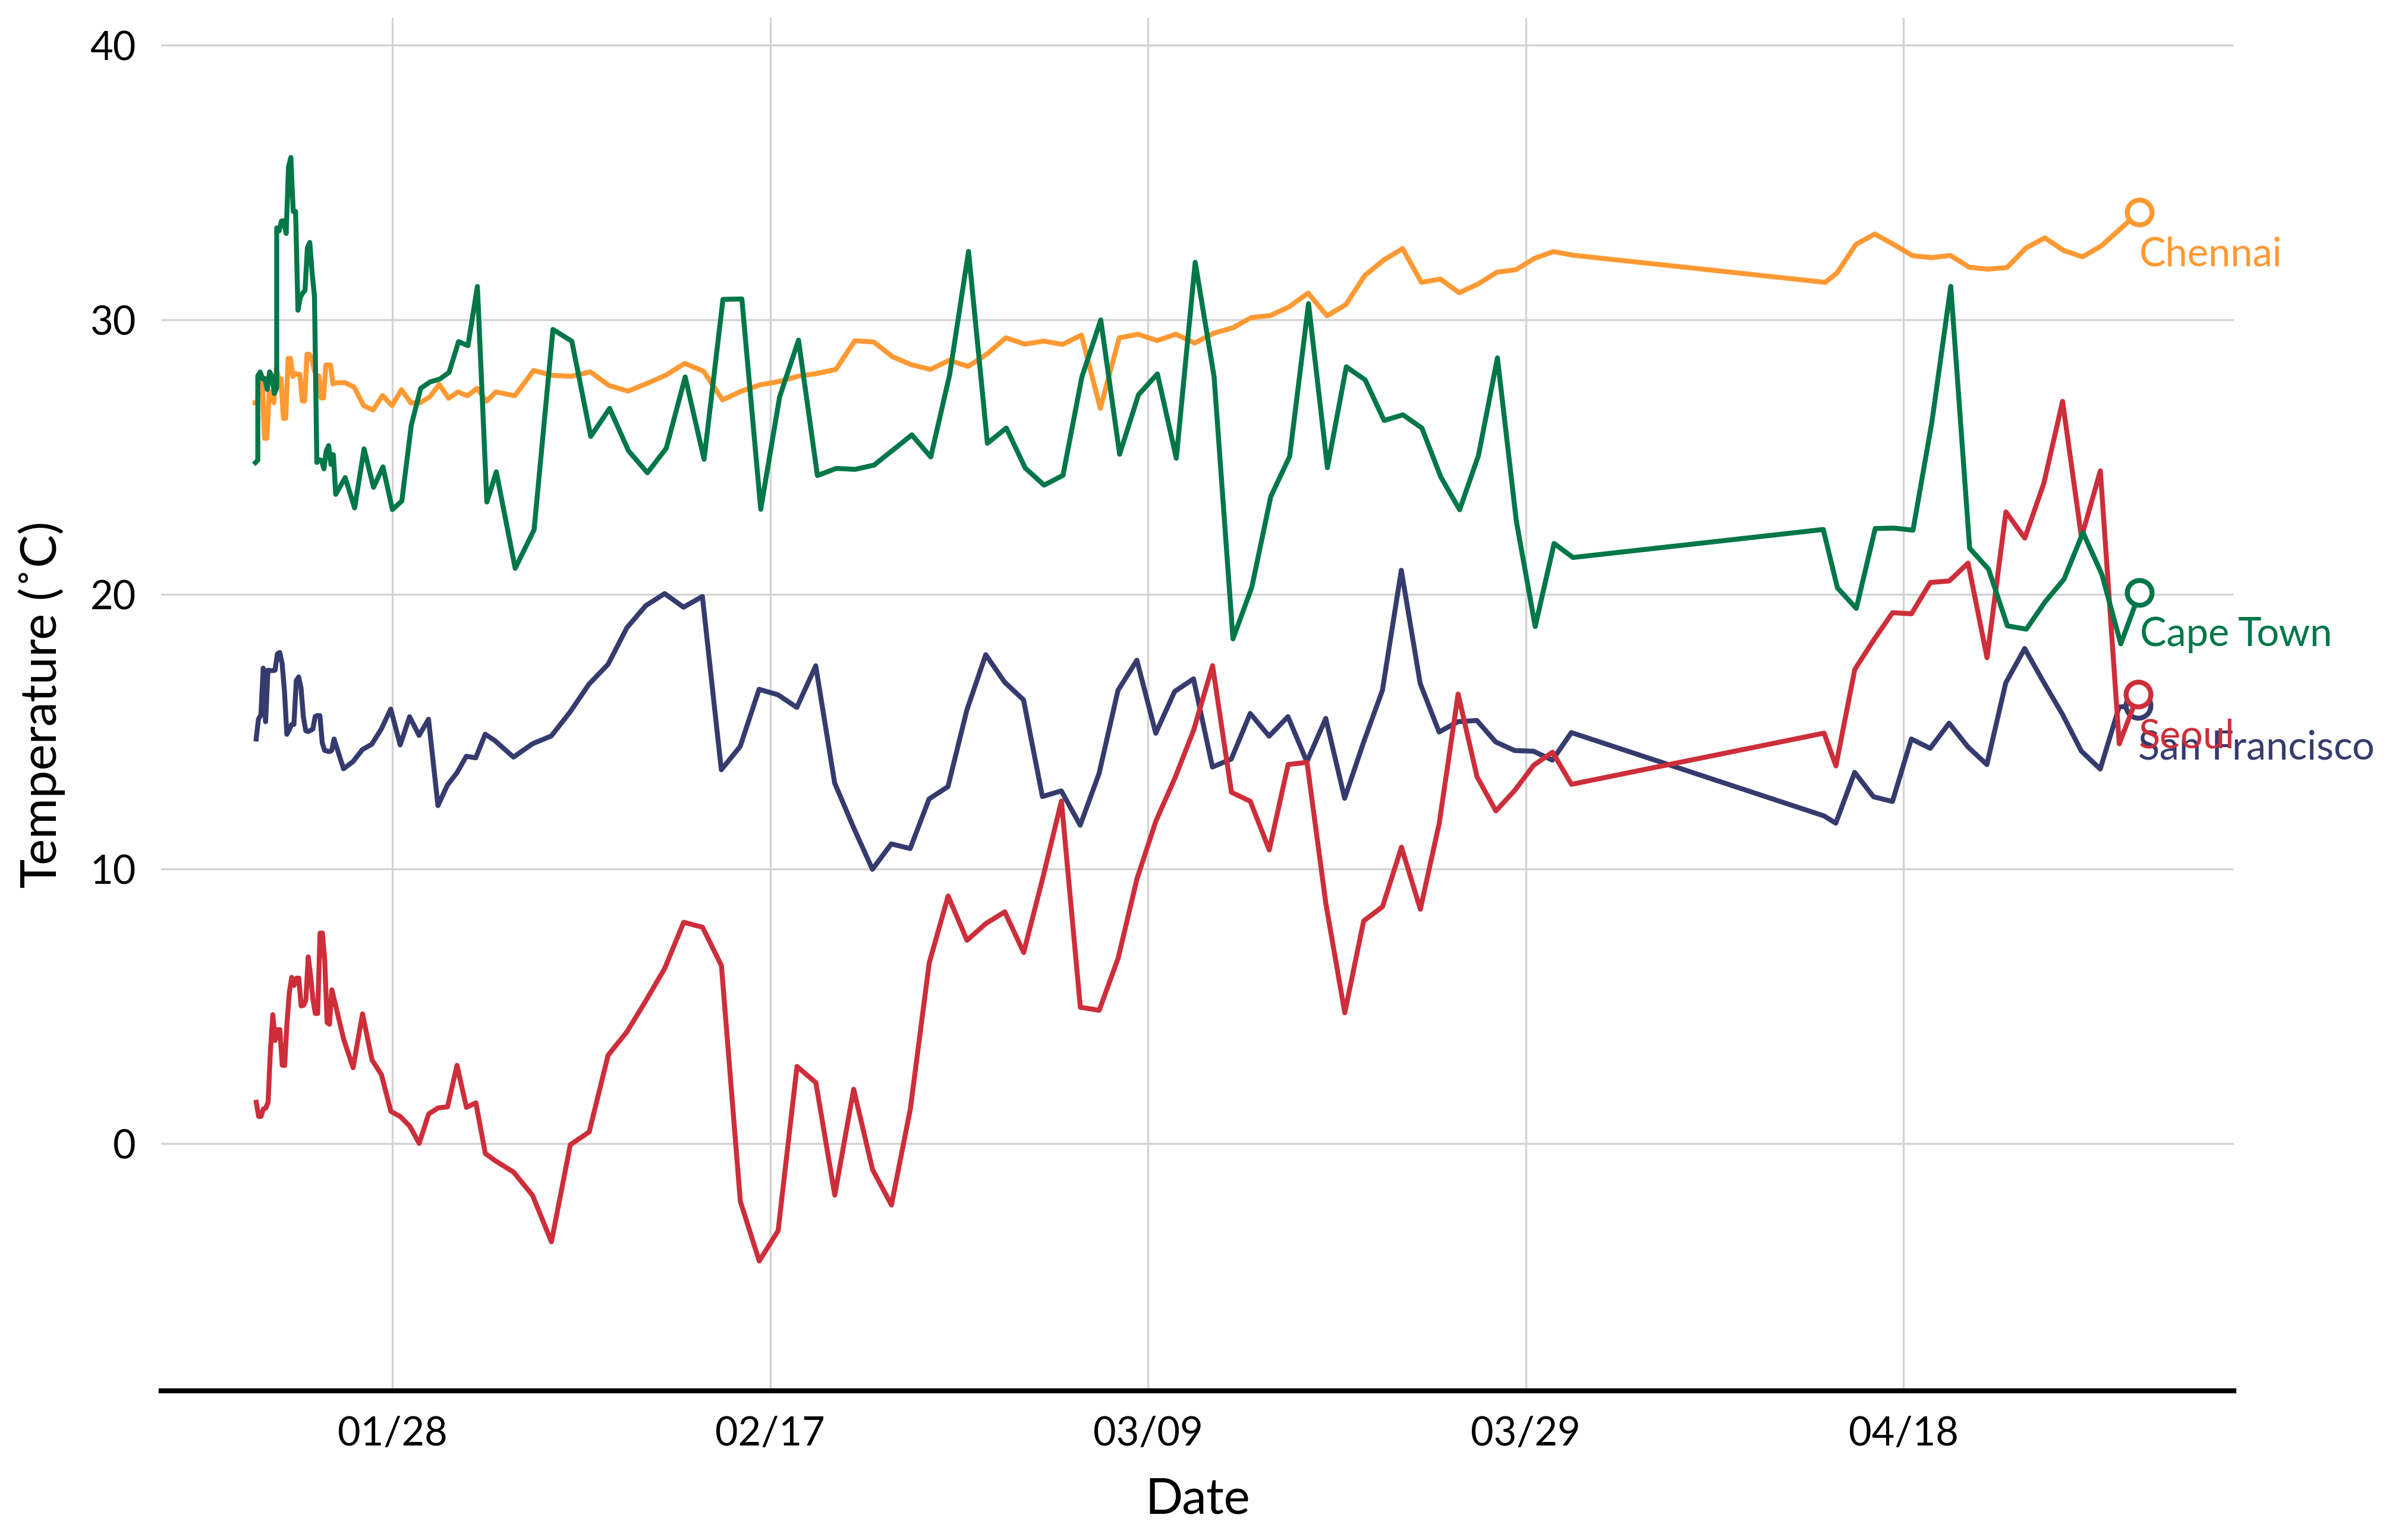 40
30
20
10
0
Temperature (°C)
Chennai
Cape Town
Seoul
San Francisco
01/28
02/17
03/09
03/29
04/18
Date